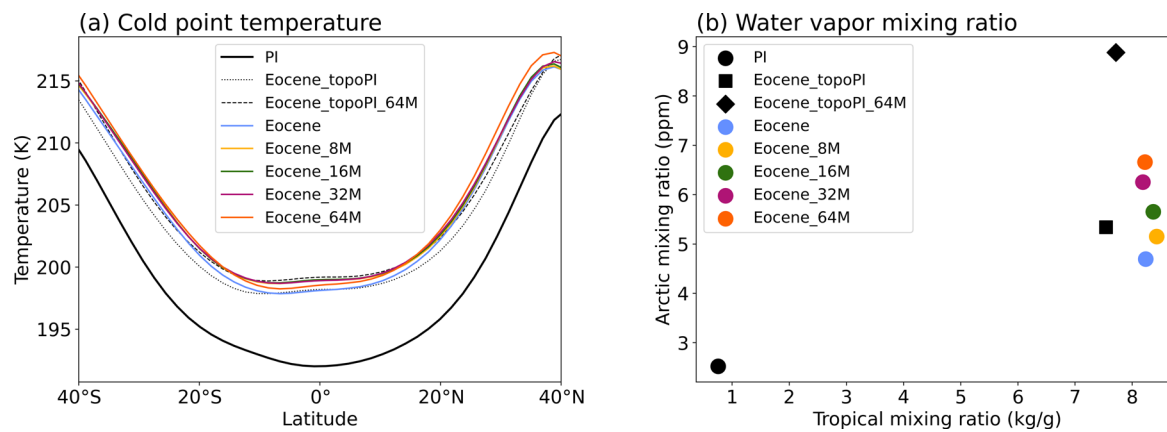 (a) Cold point temperature
Temperature (K)
215
210
205
200
195
PI
Eocene_topoPI
Eocene_topoPI_64M
Eocene
Eocene_8M
Eocene_16M
Eocene_32M
Eocene_64M
40°S
20°S
0°
20°N
40°N
Latitude
(b) Water vapor mixing ratio
Arctic mixing ratio (ppm)
9
8
7
6
5
4
3
PI
Eocene_topoPI
Eocene_topoPI_64M
Eocene
Eocene_8M
Eocene_16M
Eocene_32M
Eocene_64M
1
2
3
4
5
6
7
8
Tropical mixing ratio (kg/g)